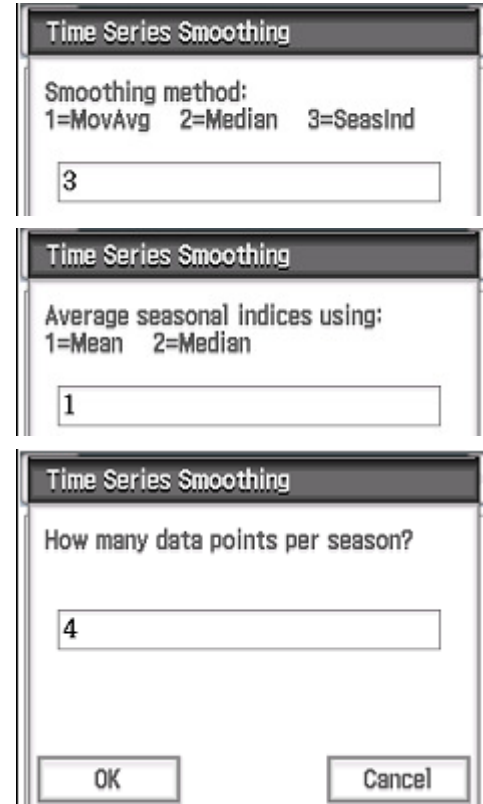 Time Series Smoothing
Smoothing method:
1=MovAvg 2=Median 3=SeasInd
3
Time Series Smoothing
Average seasonal indices using:
1=Mean 2=Median
1
Time Series Smoothing
How many data points per season?
4
OK Cancel